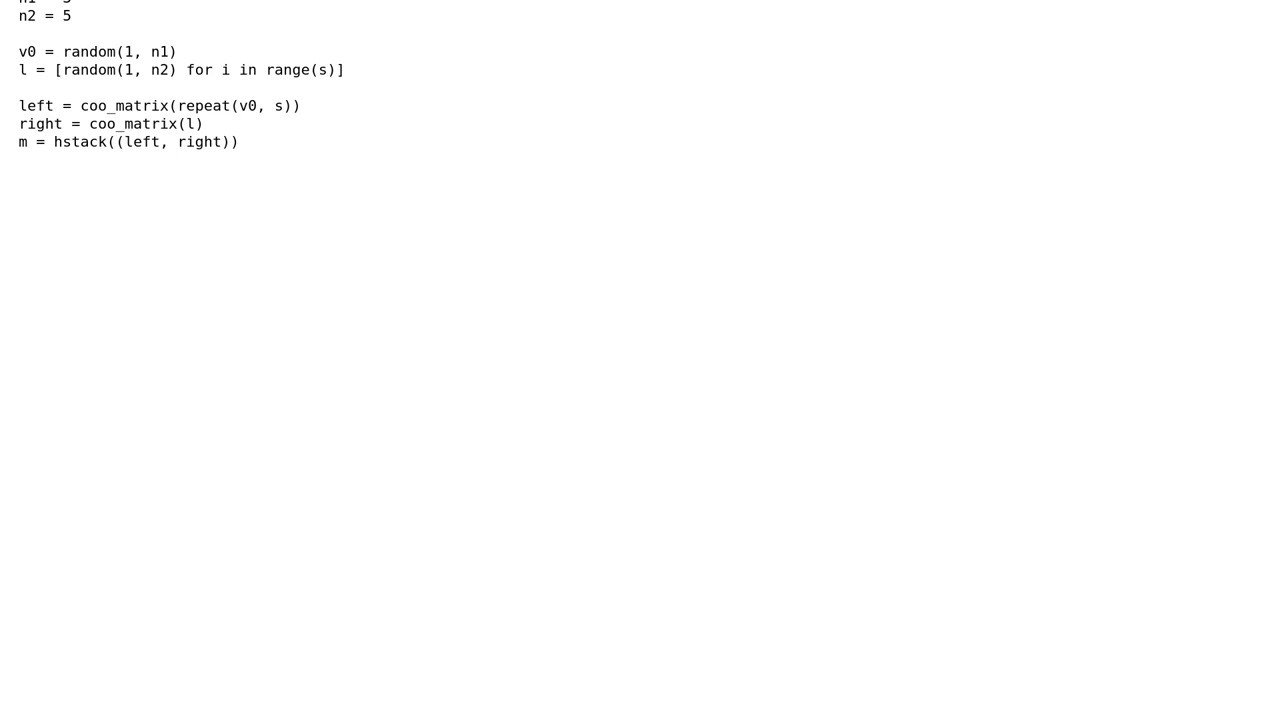 n2 = 5

v0 = random(1, n1)
l = [random(1, n2) for i in range(s)]

left = coo_matrix(repeat(v0, s))
right = coo_matrix(l)
m = hstack((left, right))